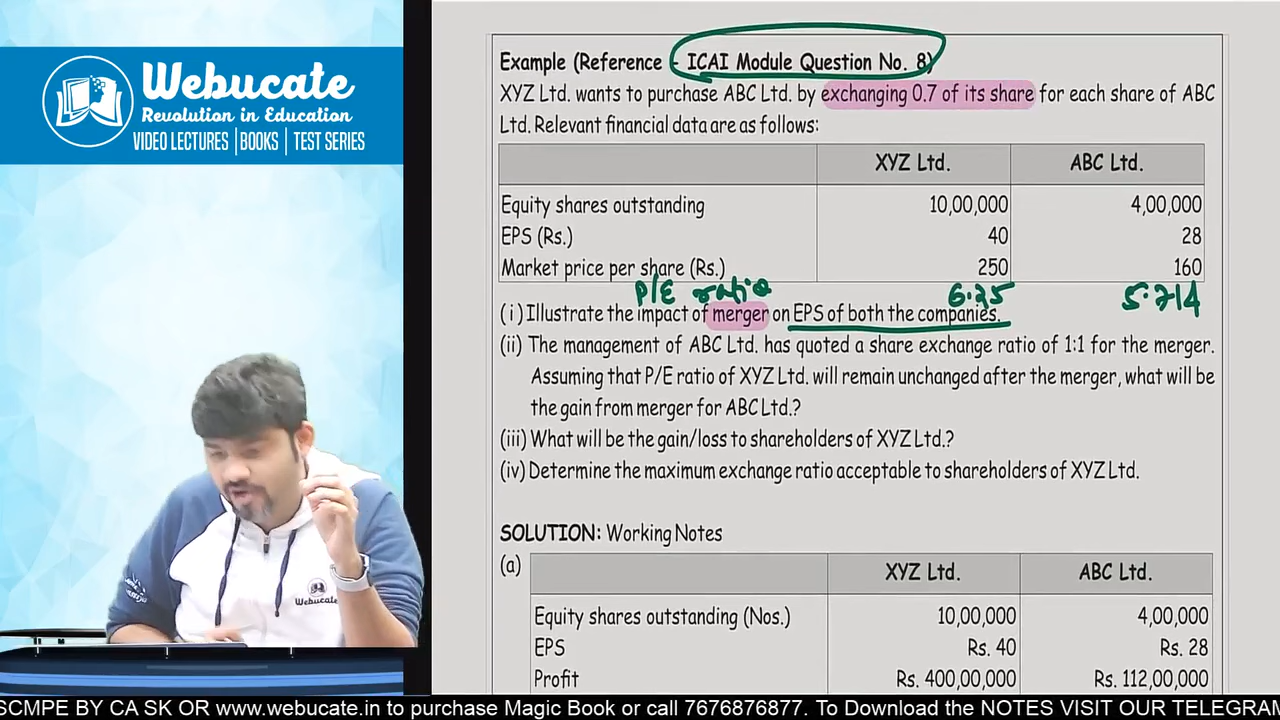 Webucate
Revolution in Education
VIDEO LECTURES | BOOKS | TEST SERIES
Example (Reference - ICAI Module Question No. 8)
XYZ Ltd. wants to purchase ABC Ltd. by exchanging 0.7 of its share for each share of ABC
Ltd. Relevant financial data are as follows:
XYZ Ltd. ABC Ltd.
Equity shares outstanding 10,00,000 4,00,000
EPS (Rs.) 40 28
Market price per share (Rs.) 250 160
P/E ratio 6.25 5.714
(i) Illustrate the impact of merger on EPS of both the companies.
(ii) The management of ABC Ltd. has quoted a share exchange ratio of 1:1 for the merger.
Assuming that P/E ratio of XYZ Ltd. will remain unchanged after the merger, what will be
the gain from merger for ABC Ltd.?
(iii) What will be the gain/loss to shareholders of XYZ Ltd.?
(iv) Determine the maximum exchange ratio acceptable to shareholders of XYZ Ltd.
SOLUTION: Working Notes
(a) XYZ Ltd. ABC Ltd.
Equity shares outstanding (Nos.) 10,00,000 4,00,000
EPS Rs. 40 Rs. 28
Profit Rs. 400,00,000 Rs. 112,00,000
Webucate
SCMPE BY CA SK OR www.webucate.in to purchase Magic Book or call 7676876877. To Download the NOTES VISIT OUR TELEGRAM